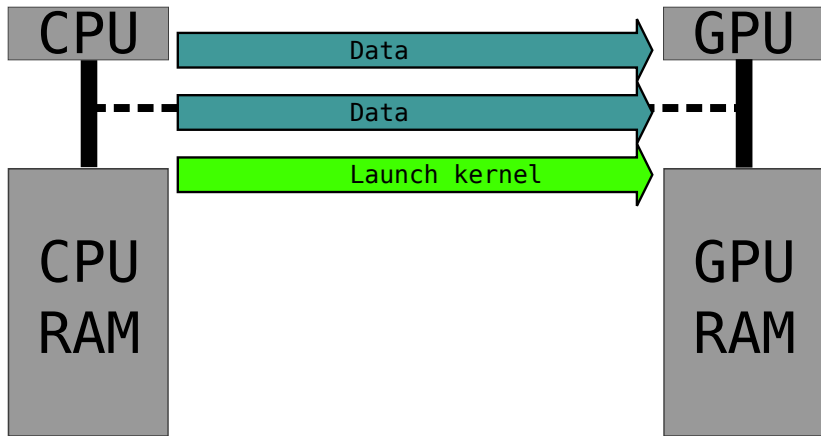 CPU
GPU
Data
Data
Launch kernel
CPU
RAM
GPU
RAM